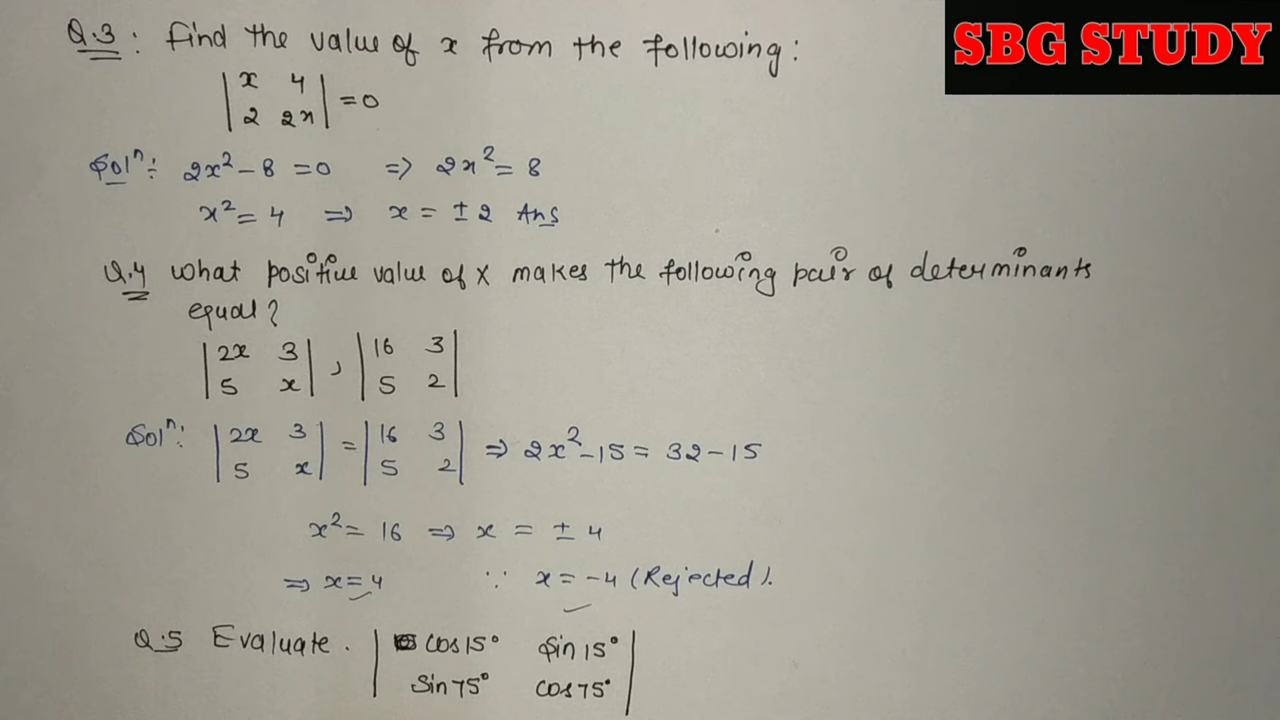 SBG STUDY
Q.3 : Find the value of x from the following :
| x 4 |
| 2 2x | = 0
Solⁿ : 2x² - 8 = 0 ⇒ 2x² = 8
x² = 4 ⇒ x = ± 2 Ans
Q.4 What positive value of x makes the following pair of determinants
equal ?
| 2x 3 | , | 16 3 |
| 5 x | | 5 2 |
Solⁿ : | 2x 3 | = | 16 3 | ⇒ 2x² - 15 = 32 - 15
| 5 x | | 5 2 |
x² = 16 ⇒ x = ± 4
⇒ x = 4 ∵ x = -4 (Rejected).
Q.5 Evaluate . | cos 15° sin 15° |
| sin 75° cos 75° |